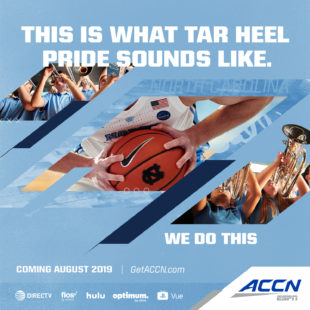 THIS IS WHAT TAR HEEL
PRIDE SOUNDS LIKE.
NORTH CAROLINA
WE DO THIS
COMING AUGUST 2019 | GetACCN.com
DIRECTV
hulu
optimum.
Vue
ACCN
ESPN